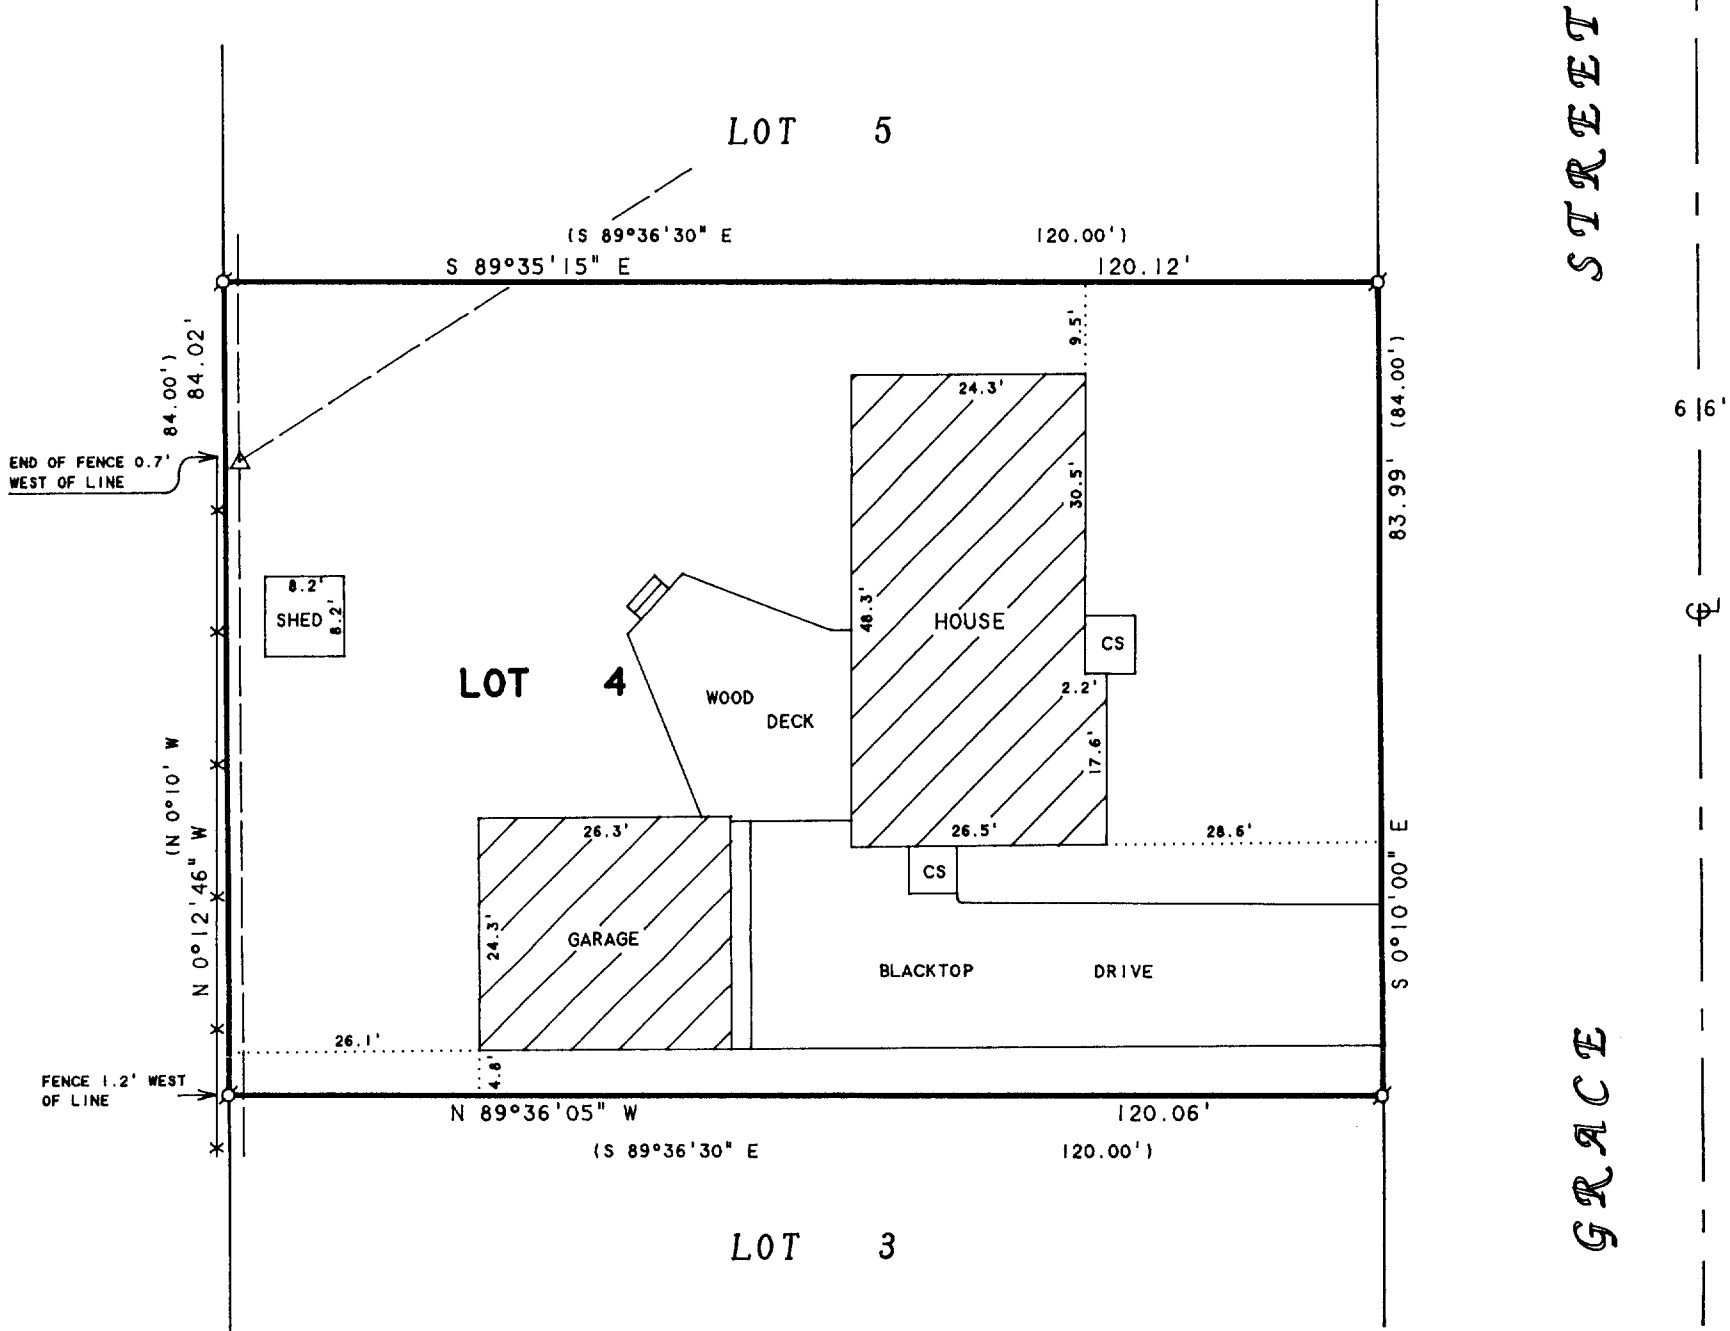 STREET
LOT 5
(S 89°36'30" E 120.00')
S 89°35'15" E 120.12'
9.5'
84.00')
84.02'
83.99' (84.00')
24.3'
66'
END OF FENCE 0.7'
WEST OF LINE
30.5'
8.2'
SHED
8.2'
48.3'
HOUSE
CS
℄
LOT 4
WOOD
DECK
2.2'
17.6'
(N 0°10' W
N 0°12'46" W
26.3'
26.5'
28.6'
CS
S 0°10'00" E
24.3'
GARAGE
BLACKTOP DRIVE
26.1'
4.8'
FENCE 1.2' WEST
OF LINE
N 89°36'05" W 120.06'
(S 89°36'30" E 120.00')
GRACE
LOT 3